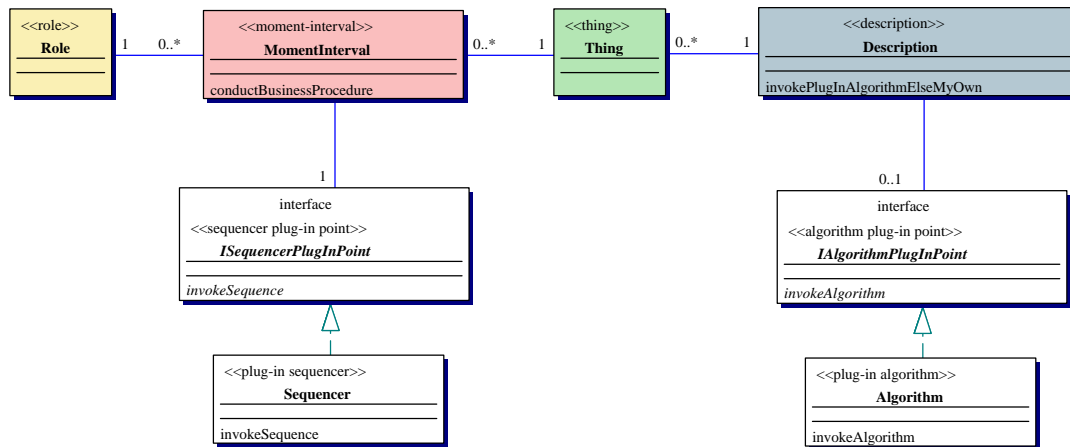 <<role>>
Role
1
0..*
<<moment-interval>>
MomentInterval
conductBusinessProcedure
0..*
1
<<thing>>
Thing
0..*
1
<<description>>
Description
invokePlugInAlgorithmElseMyOwn
1
interface
<<sequencer plug-in point>>
ISequencerPlugInPoint
invokeSequence
0..1
interface
<<algorithm plug-in point>>
IAlgorithmPlugInPoint
invokeAlgorithm
<<plug-in sequencer>>
Sequencer
invokeSequence
<<plug-in algorithm>>
Algorithm
invokeAlgorithm